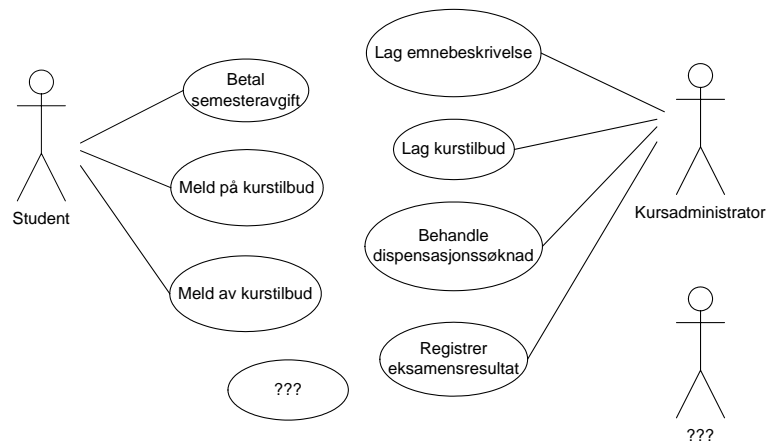 Lag emnebeskrivelse
Betal
semesteravgift
Lag kurstilbud
Meld på kurstilbud
Student
Kursadministrator
Behandle
dispensasjonssøknad
Meld av kurstilbud
Registrer
eksamensresultat
???
???